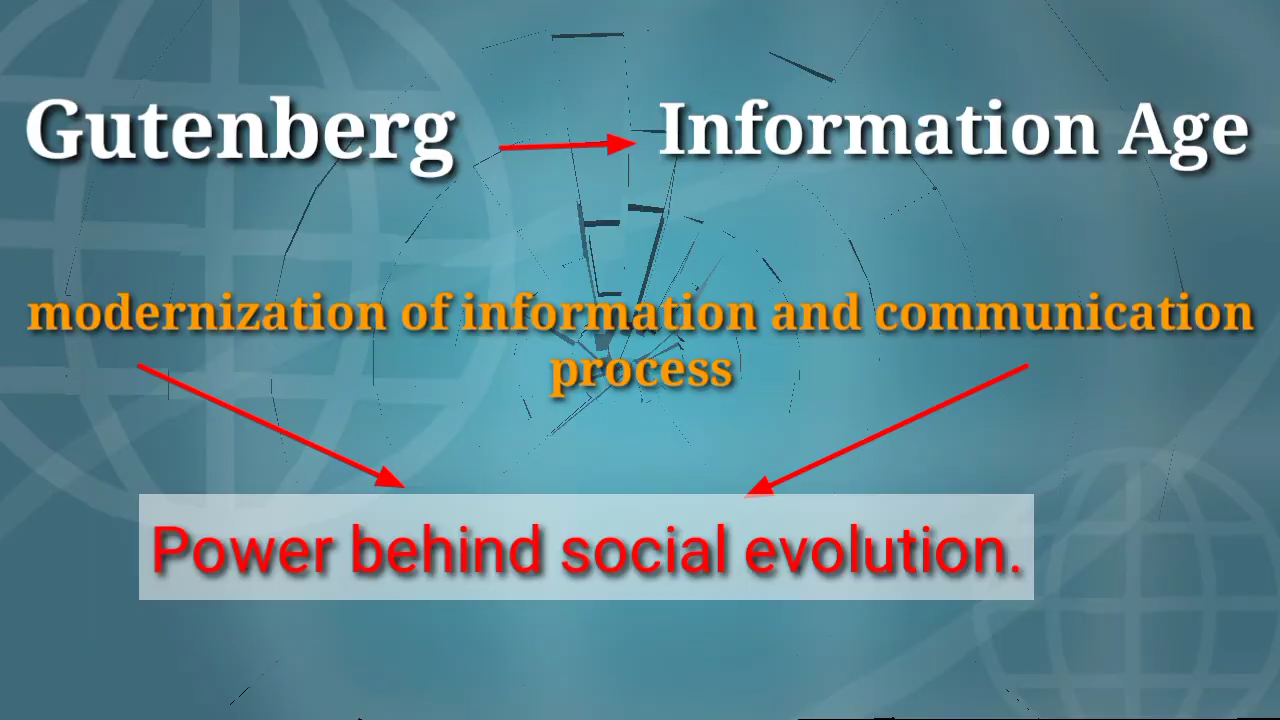 Gutenberg Information Age
modernization of information and communication
process
Power behind social evolution.